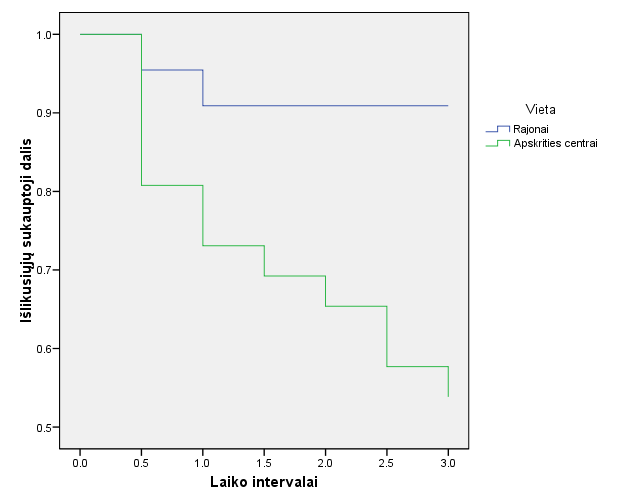 1.0
0.9
0.8
0.7
0.6
0.5
Išlikusiųjų sukauptoji dalis
0.0 0.5 1.0 1.5 2.0 2.5 3.0
Laiko intervalai
Vieta
Rajonai
Apskrities centrai